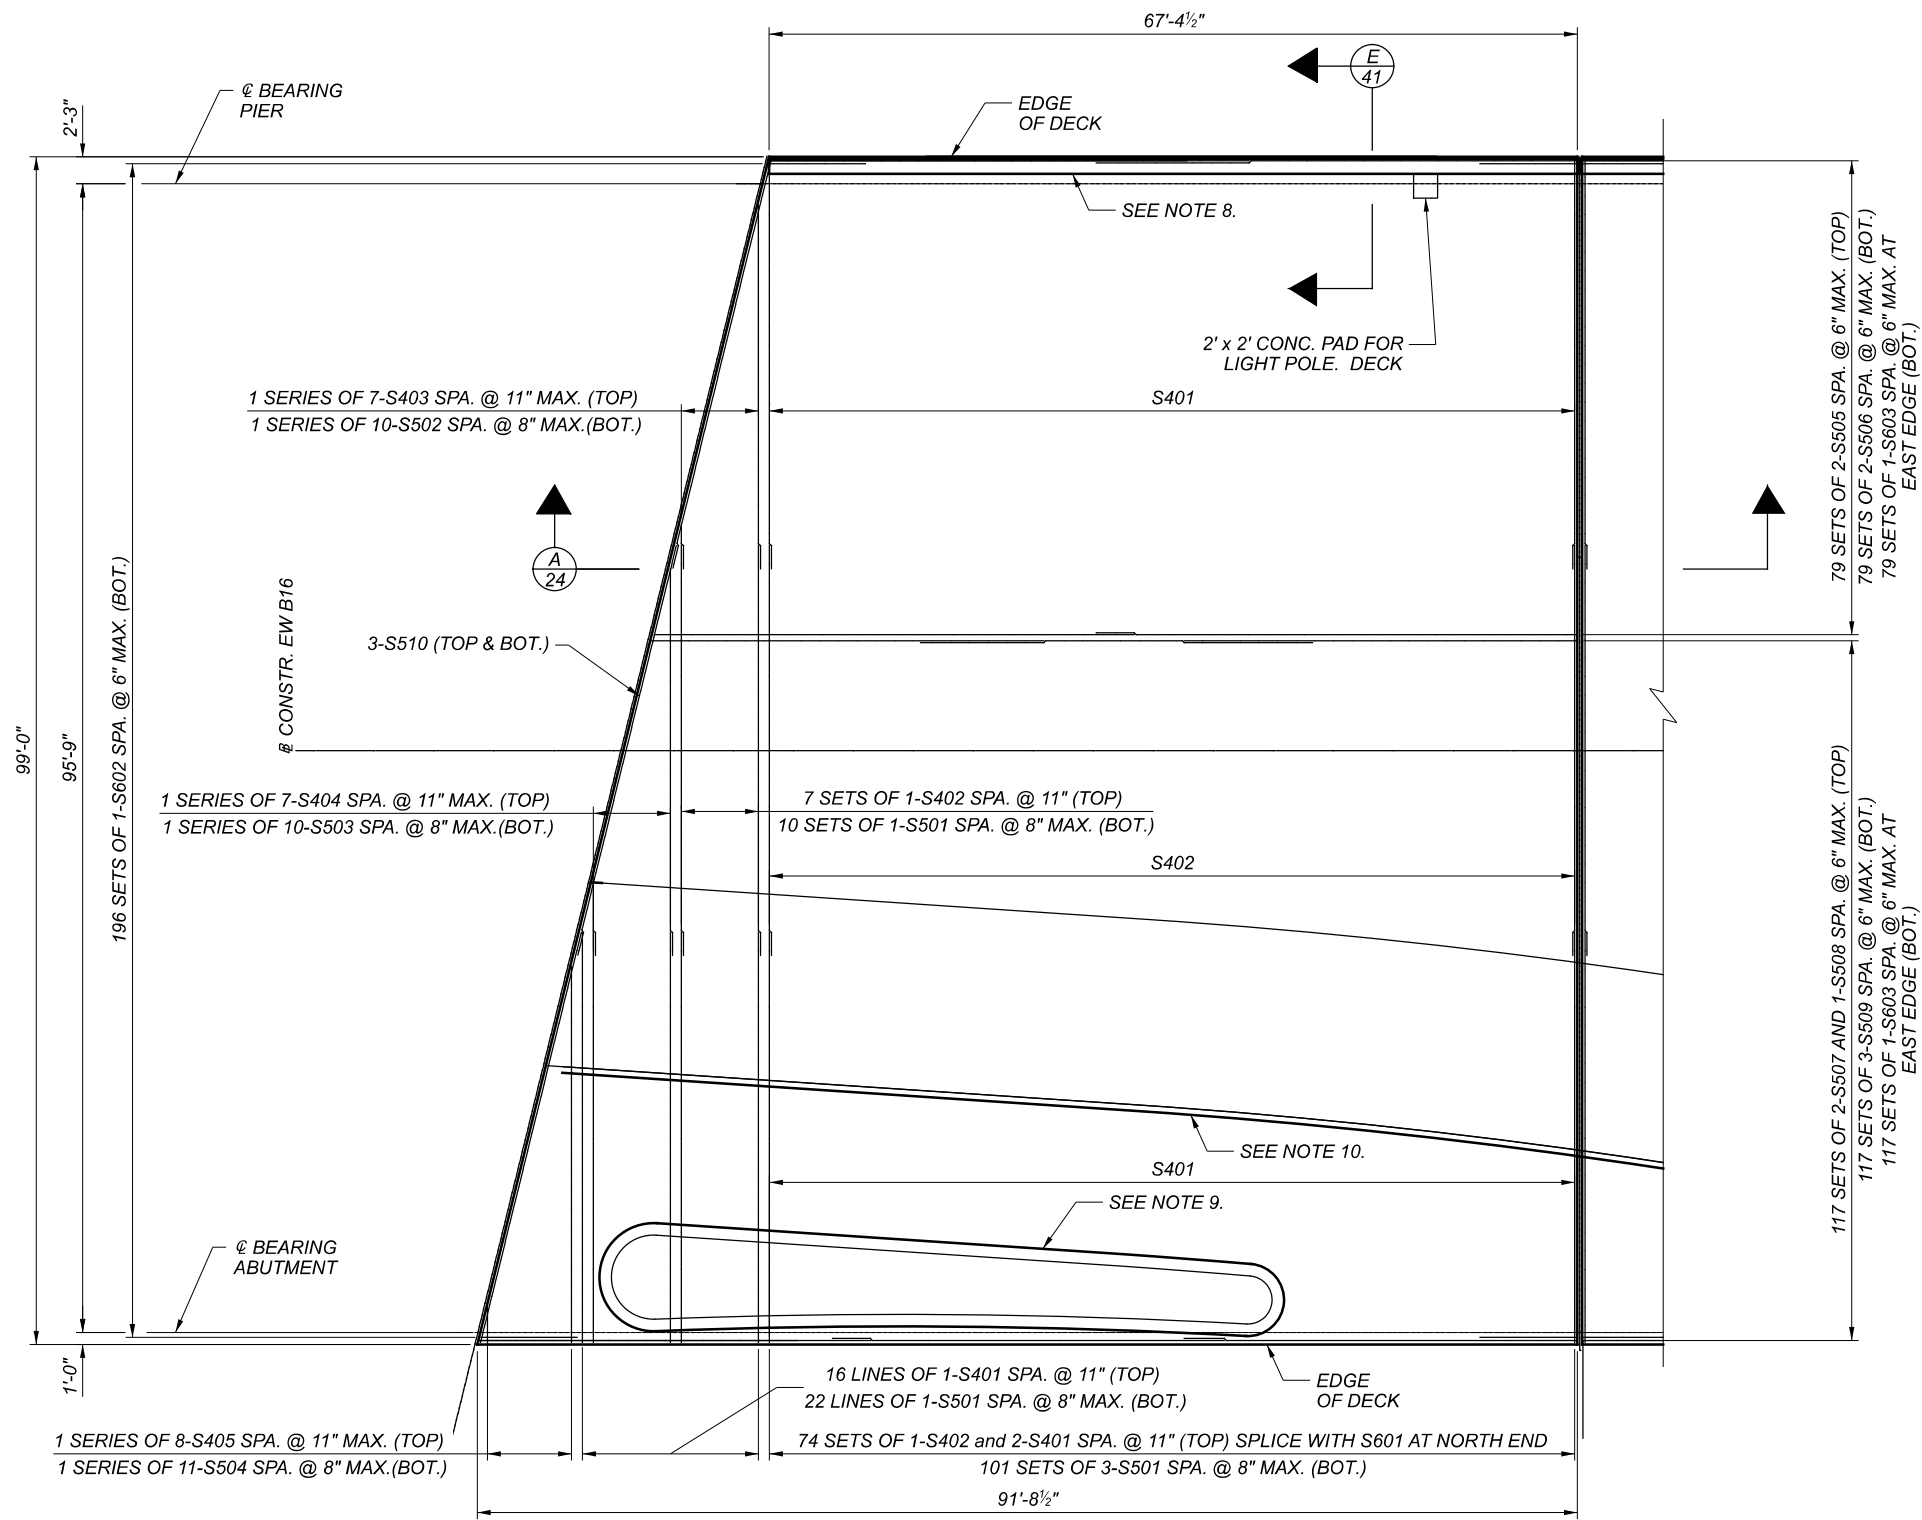 67'-4½"
E
41
℄ BEARING
PIER
2'-3"
EDGE
OF DECK
SEE NOTE 8.
2' x 2' CONC. PAD FOR
LIGHT POLE.  DECK
1 SERIES OF 7-S403 SPA. @ 11" MAX. (TOP)
1 SERIES OF 10-S502 SPA. @ 8" MAX.(BOT.)
S401
79 SETS OF 2-S505 SPA. @ 6" MAX. (TOP)
79 SETS OF 2-S506 SPA. @ 6" MAX. (BOT.)
79 SETS OF 1-S603 SPA. @ 6" MAX. AT
EAST EDGE (BOT.)
A
24
3-S510 (TOP & BOT.)
CONSTR. EW B16
99'-0"
95'-9"
196 SETS OF 1-S602 SPA. @ 6" MAX. (BOT.)
1 SERIES OF 7-S404 SPA. @ 11" MAX. (TOP)
1 SERIES OF 10-S503 SPA. @ 8" MAX.(BOT.)
7 SETS OF 1-S402 SPA. @ 11" (TOP)
10 SETS OF 1-S501 SPA. @ 8" MAX. (BOT.)
S402
117 SETS OF 2-S507 AND 1-S508 SPA. @ 6" MAX. (TOP)
117 SETS OF 3-S509 SPA. @ 6" MAX. (BOT.)
117 SETS OF 1-S603 SPA. @ 6" MAX. AT
EAST EDGE (BOT.)
SEE NOTE 10.
S401
SEE NOTE 9.
℄ BEARING
ABUTMENT
1'-0"
16 LINES OF 1-S401 SPA. @ 11" (TOP)
22 LINES OF 1-S501 SPA. @ 8" MAX. (BOT.)
EDGE
OF DECK
1 SERIES OF 8-S405 SPA. @ 11" MAX. (TOP)
1 SERIES OF 11-S504 SPA. @ 8" MAX.(BOT.)
74 SETS OF 1-S402 and 2-S401 SPA. @ 11" (TOP) SPLICE WITH S601 AT NORTH END
101 SETS OF 3-S501 SPA. @ 8" MAX. (BOT.)
91'-8½"